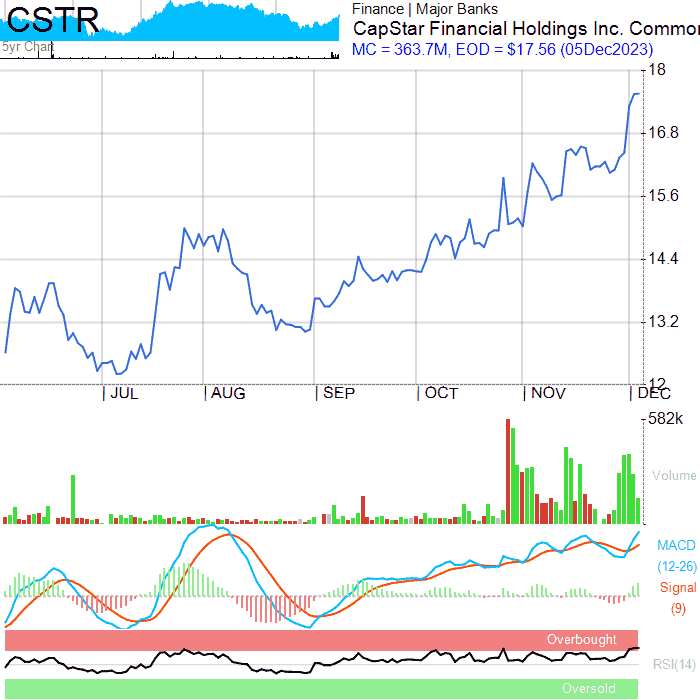 CSTR
5yr Chart
Finance | Major Banks
CapStar Financial Holdings Inc. Commo
MC = 363.7M, EOD = $17.56 (05Dec2023)
18
16.8
15.6
14.4
13.2
12
| JUL | AUG | SEP | OCT | NOV | DEC
582k
Volume
MACD
(12-26)
Signal
(9)
Overbought
RSI(14)
Oversold